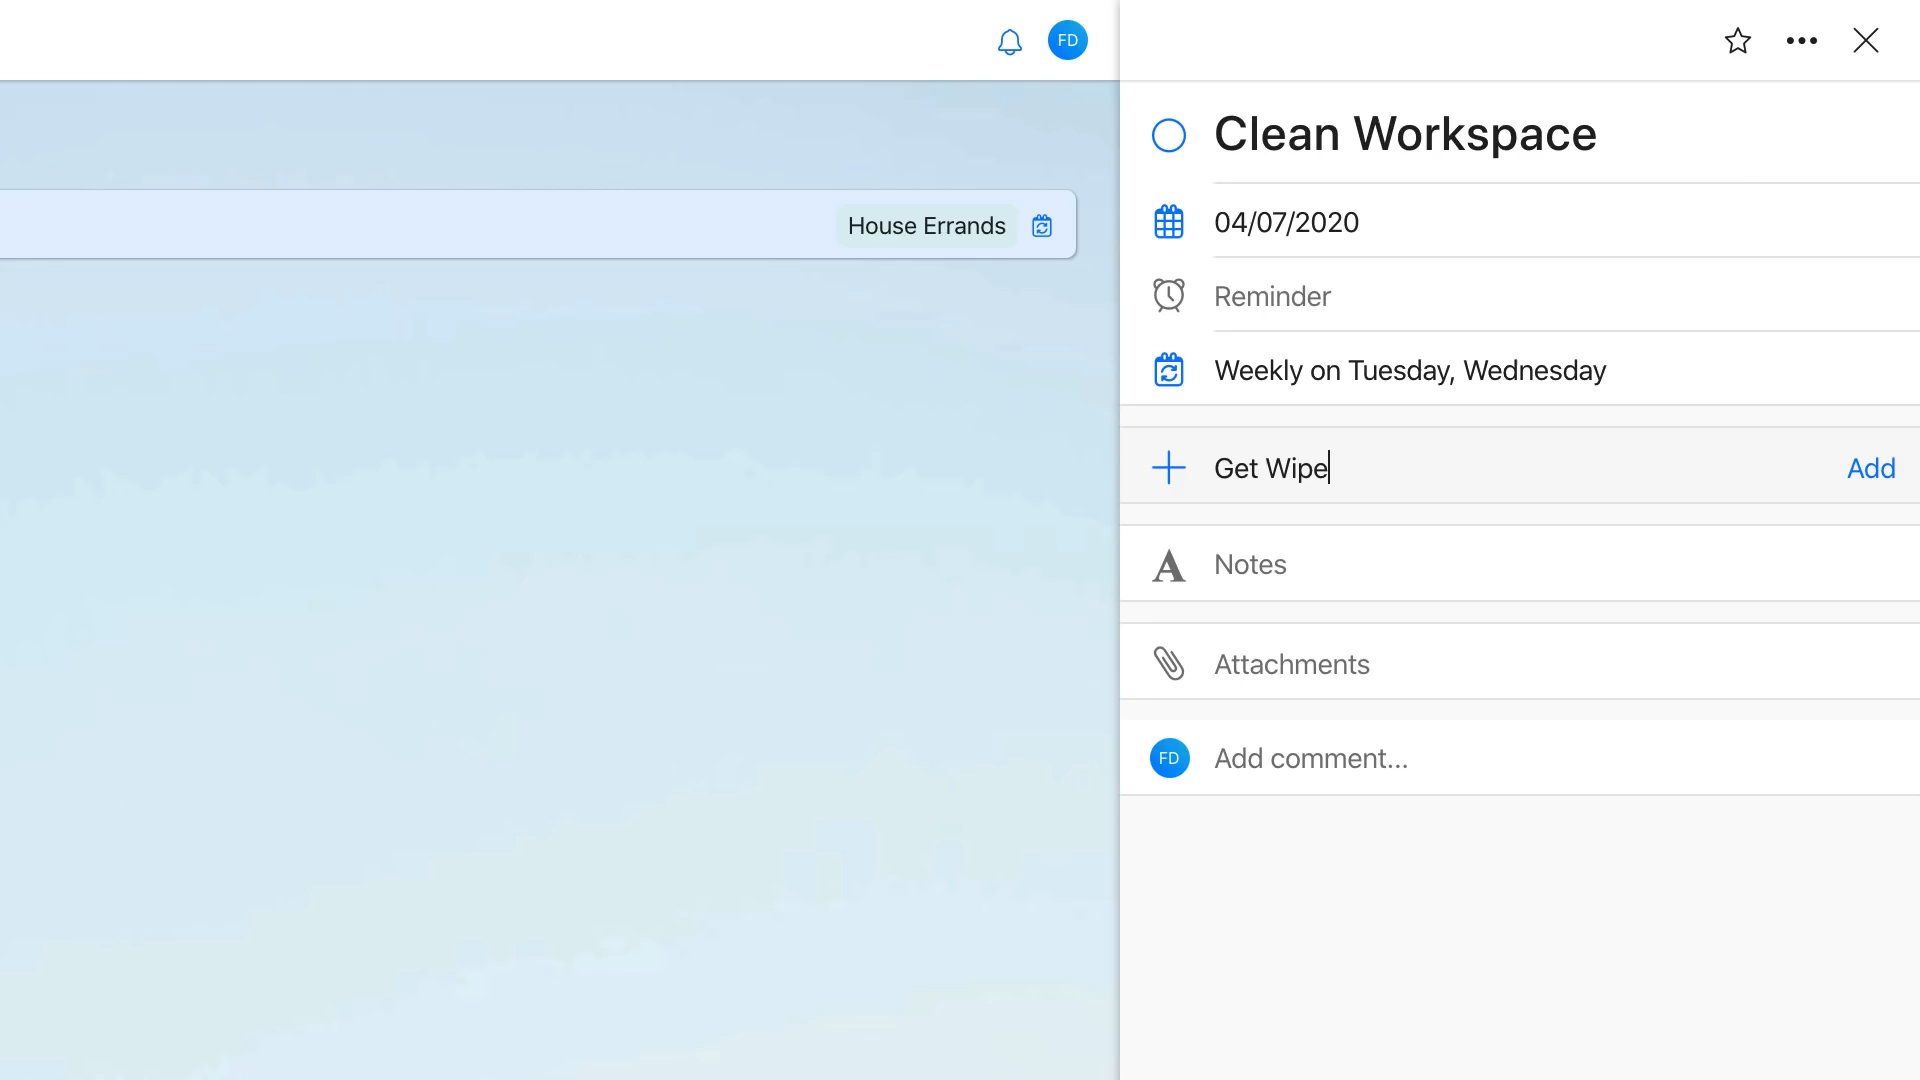 FD
House Errands
Clean Workspace
04/07/2020
Reminder
Weekly on Tuesday, Wednesday
Get Wipe
Add
Notes
Attachments
FD
Add comment...